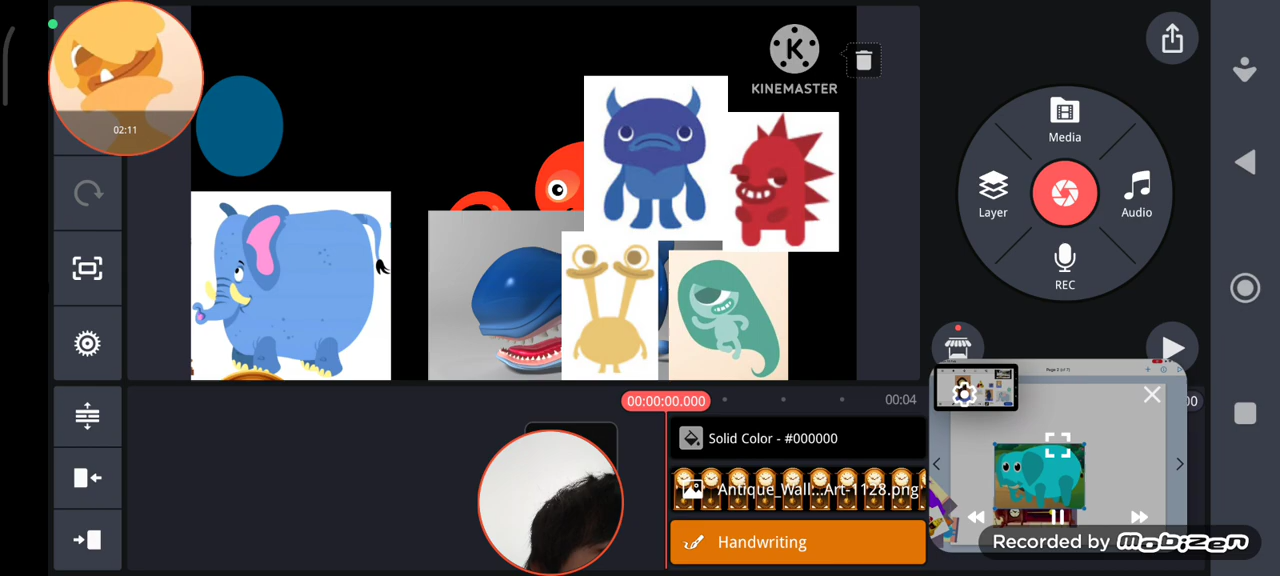 02:11
KINEMASTER
Media
Layer
Audio
REC
00:00:00.000
00:04
00
Solid Color - #000000
Antique_Wall...Art-1128.png
Handwriting
Recorded by mobizen